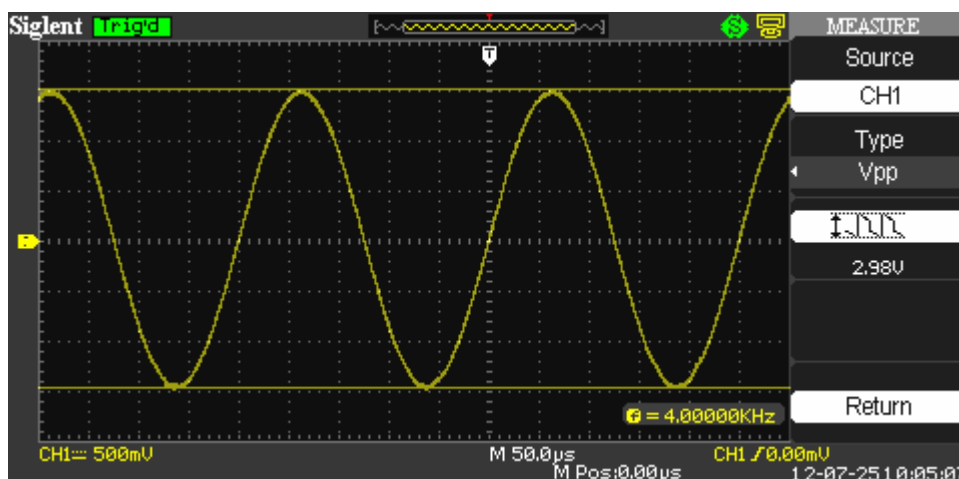 Siglent Trig'd MEASURE
T
Source
CH1
Type
Vpp
2.98V
f = 4.00000KHz
Return
CH1 500mV M 50.0µs CH1 0.00mV
M Pos:0.00µs